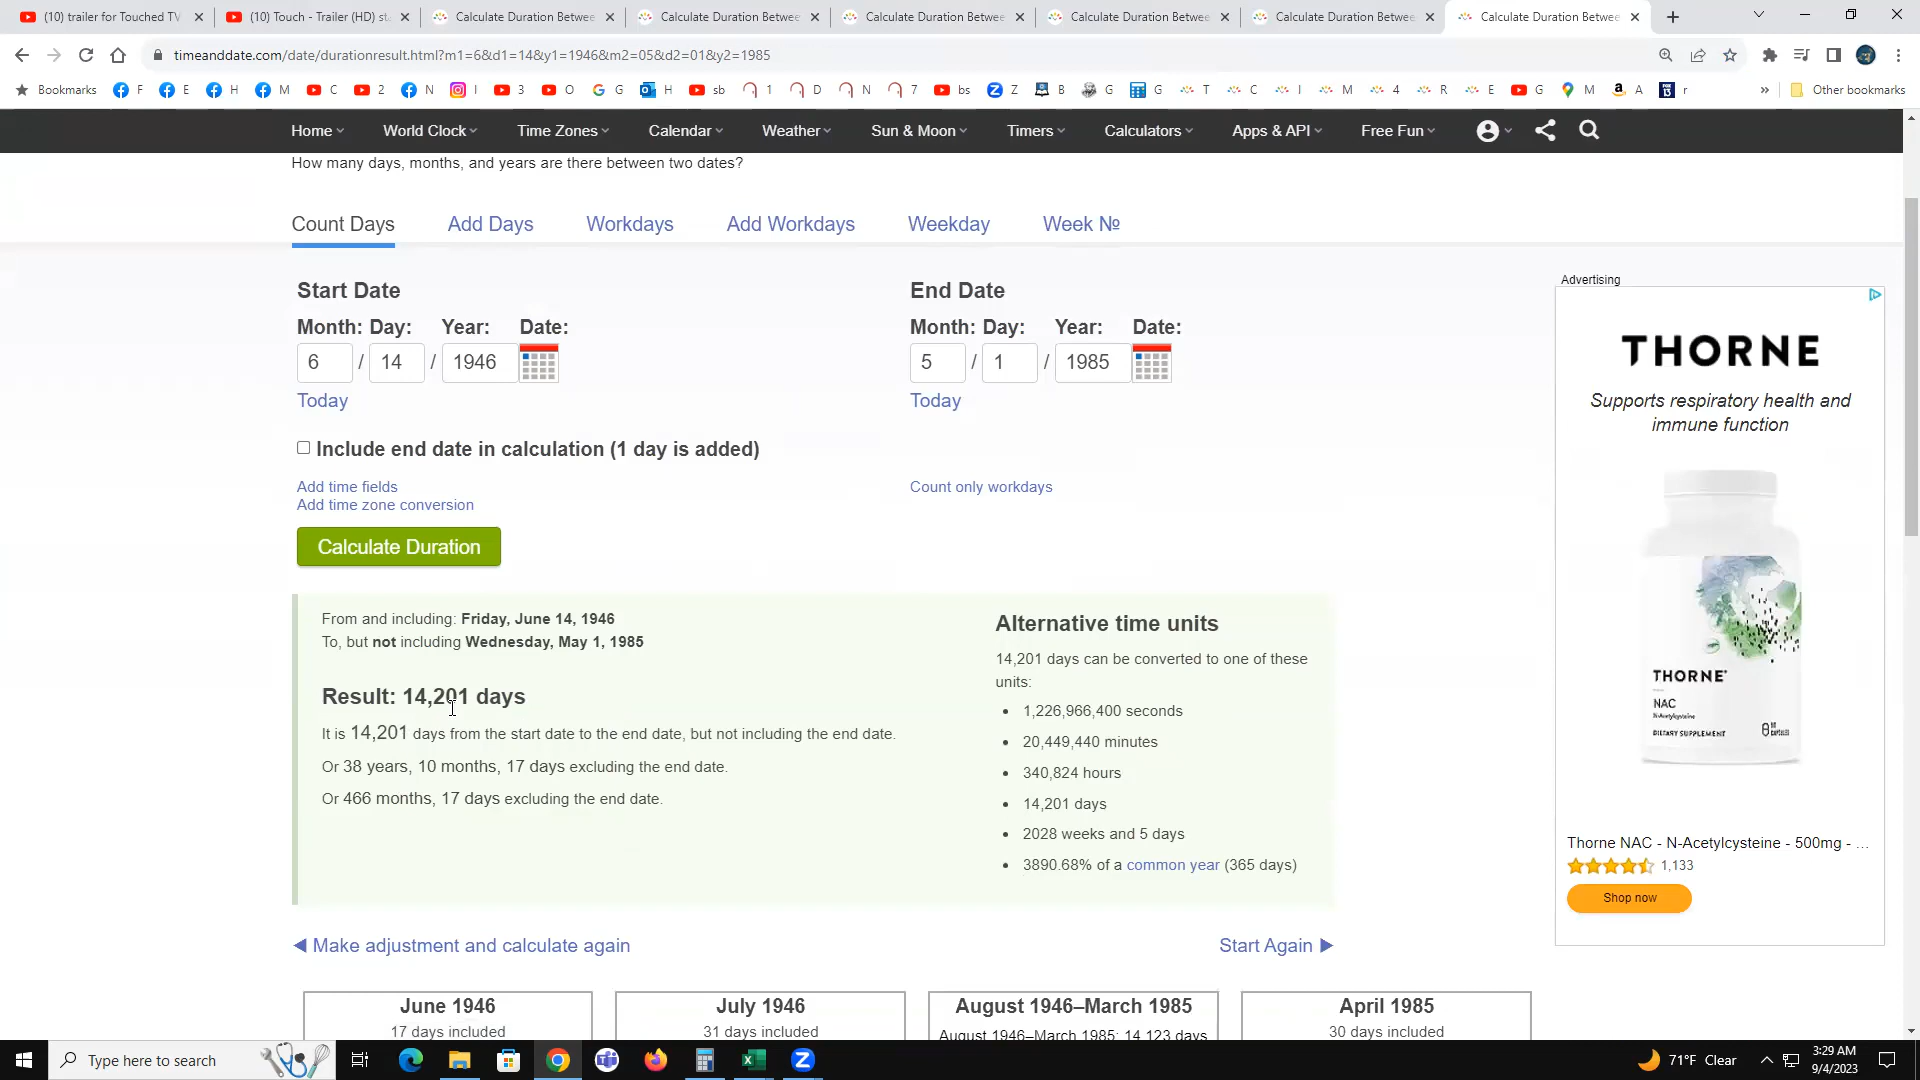 (10) trailer for Touched TV
(10) Touch - Trailer (HD) st
Calculate Duration Betwee
Calculate Duration Betwee
Calculate Duration Betwee
Calculate Duration Betwee
Calculate Duration Betwee
Calculate Duration Betwee
timeanddate.com/date/durationresult.html?m1=6&d1=14&y1=1946&m2=05&d2=01&y2=1985
Bookmarks F E H M C 2 N I 3 O G H sb 1 D N 7 bs Z B G G T C I M 4 R E G M A r » Other bookmarks
Home World Clock Time Zones Calendar Weather Sun & Moon Timers Calculators Apps & API Free Fun
How many days, months, and years are there between two dates?
Count Days Add Days Workdays Add Workdays Weekday Week №
Start Date
Month: Day: Year: Date:
6 / 14 / 1946
Today
End Date
Month: Day: Year: Date:
5 / 1 / 1985
Today
Include end date in calculation (1 day is added)
Add time fields
Add time zone conversion
Count only workdays
Calculate Duration
From and including: Friday, June 14, 1946
To, but not including Wednesday, May 1, 1985
Result: 14,201 days
It is 14,201 days from the start date to the end date, but not including the end date.
Or 38 years, 10 months, 17 days excluding the end date.
Or 466 months, 17 days excluding the end date.
Alternative time units
14,201 days can be converted to one of these
units:
• 1,226,966,400 seconds
• 20,449,440 minutes
• 340,824 hours
• 14,201 days
• 2028 weeks and 5 days
• 3890.68% of a common year (365 days)
◀ Make adjustment and calculate again
Start Again ▶
June 1946
17 days included
July 1946
31 days included
August 1946–March 1985
August 1946–March 1985: 14,123 days
April 1985
30 days included
Advertising
THORNE
Supports respiratory health and
immune function
THORNE
NAC
N-Acetylcysteine
DIETARY SUPPLEMENT
Thorne NAC - N-Acetylcysteine - 500mg - ...
1,133
Shop now
Type here to search
71°F Clear
3:29 AM
9/4/2023